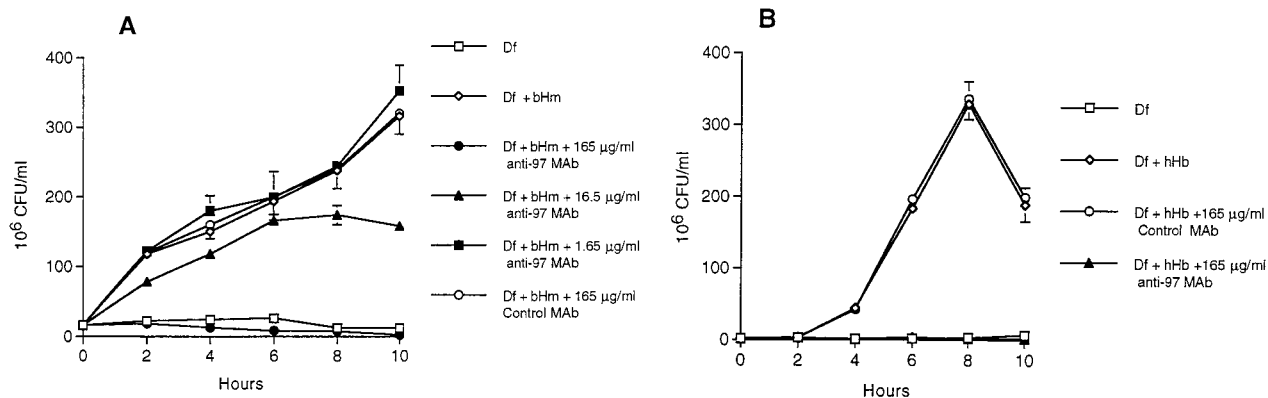 A
10⁶ CFU/ml
400
300
200
100
0
0 2 4 6 8 10
Hours
Df
Df + bHm
Df + bHm + 165 µg/ml
anti-97 MAb
Df + bHm + 16.5 µg/ml
anti-97 MAb
Df + bHm + 1.65 µg/ml
anti-97 MAb
Df + bHm + 165 µg/ml
Control MAb
B
10⁶ CFU/ml
400
300
200
100
0
0 2 4 6 8 10
Hours
Df
Df + hHb
Df + hHb +165 µg/ml
Control MAb
Df + hHb +165 µg/ml
anti-97 MAb